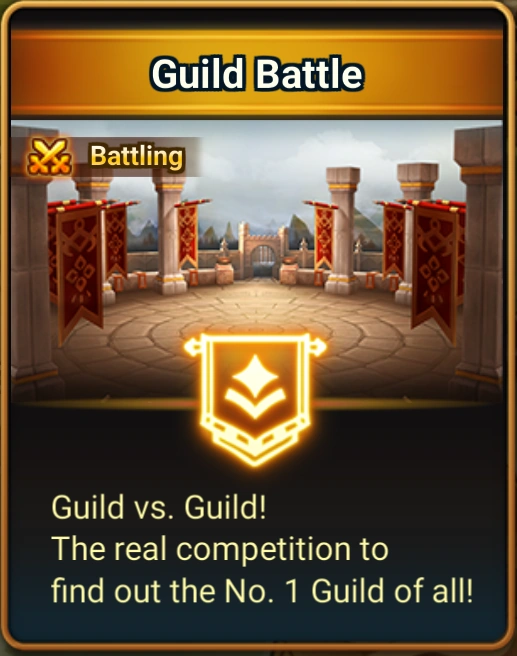 Guild Battle
Battling
Guild vs. Guild!
The real competition to
find out the No. 1 Guild of all!